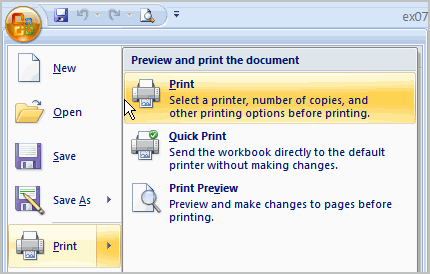 ex07
Preview and print the document
New
Open
Save
Save As
Print
Print
Select a printer, number of copies, and
other printing options before printing.
Quick Print
Send the workbook directly to the default
printer without making changes.
Print Preview
Preview and make changes to pages before
printing.